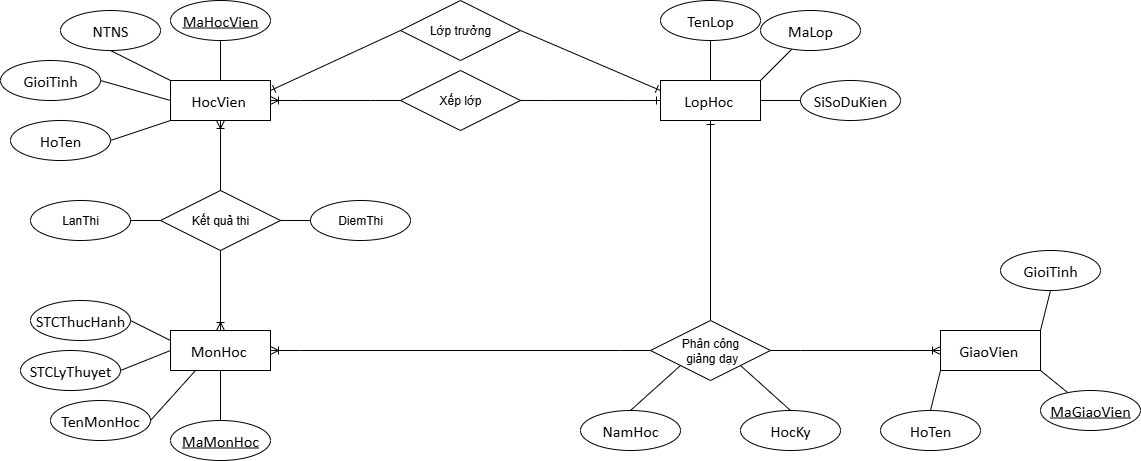 MaHocVien
NTNS
Lớp trưởng
TenLop
MaLop
GioiTinh
HocVien
Xếp lớp
LopHoc
SiSoDuKien
HoTen
LanThi
Kết quả thi
DiemThi
GioiTinh
STCThucHanh
MonHoc
Phân công
giảng dạy
GiaoVien
STCLyThuyet
TenMonHoc
MaMonHoc
NamHoc
HocKy
HoTen
MaGiaoVien